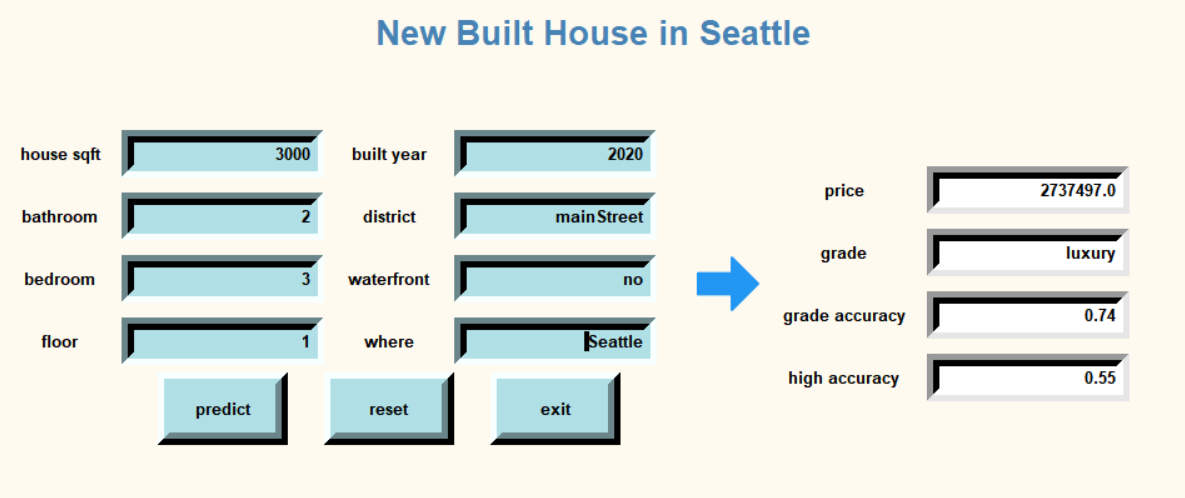 New Built House in Seattle
house sqft 3000 built year 2020
bathroom 2 district mainStreet
bedroom 3 waterfront no
floor 1 where Seattle
predict reset exit
price 2737497.0
grade luxury
grade accuracy 0.74
high accuracy 0.55